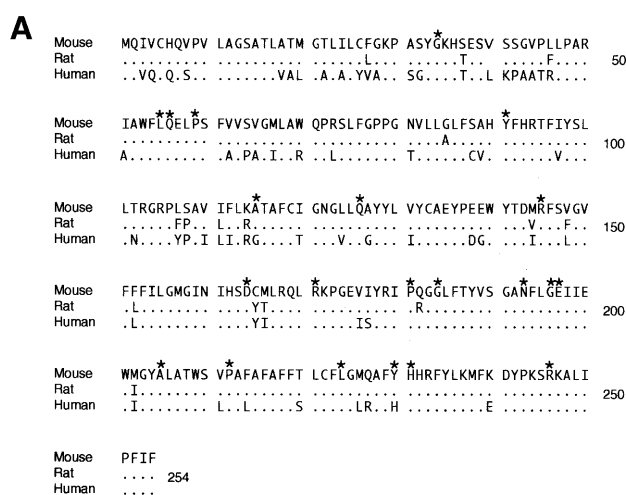 A
* 
Mouse MQIVCHQVPV LAGSATLATM GTLILCFGKP ASYGKHSESV SSGVPLLPAR
Rat .......... .......... ......L... ......T... .....F.... 50
Human ..VQ.Q.S.. .......VAL .A.A.YVA.. SG....T..L KPAATR....
** * *
Mouse IAWFLQELPS FVVSVGMLAW QPRSLFGPPG NVLLGLFSAH YFHRTFIYSL
Rat .......... .......... .......... ....A..... .......... 100
Human A......... .A.PA.I..R ..L....... T......CV. ......V...
* * *
Mouse LTRGRPLSAV IFLKATAFCI GNGLLQAYYL VYCAEYPEEW YTDMRFSVGV
Rat ......FP.. L..R...... .......... .......... ...V...F.. 150
Human .N....YP.I LI.RG....T ...V..G... I......DG. ...I...L..
* * * * * **
Mouse FFFILGMGIN IHSDCMLRQL RKPGEVIYRI PQGGLFTYVS GANFLGEIIE
Rat .L........ ....YT.... .......... .R........ .......... 200
Human .L........ ....YI.... .....IS... .......... ..........
* * * * * *
Mouse WMGYALATWS VPAFAFAFFT LCFLGMQAFY HHRFYLKMFK DYPKSRKALI
Rat .I........ .......... .......... .......... .......... 250
Human .I........ L..L.....S .....LR..H .........E ..........
Mouse PFIF
Rat .... 254
Human ....